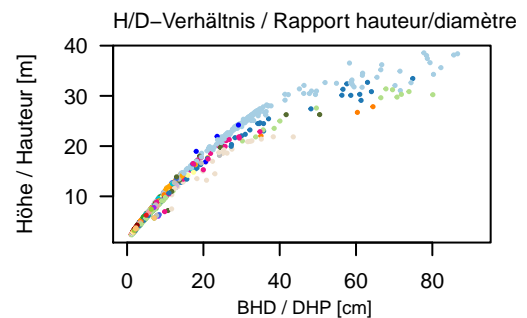 H/D−Verhältnis / Rapport hauteur/diamètre
Höhe / Hauteur [m]
40
30
20
10
0 20 40 60 80
BHD / DHP [cm]